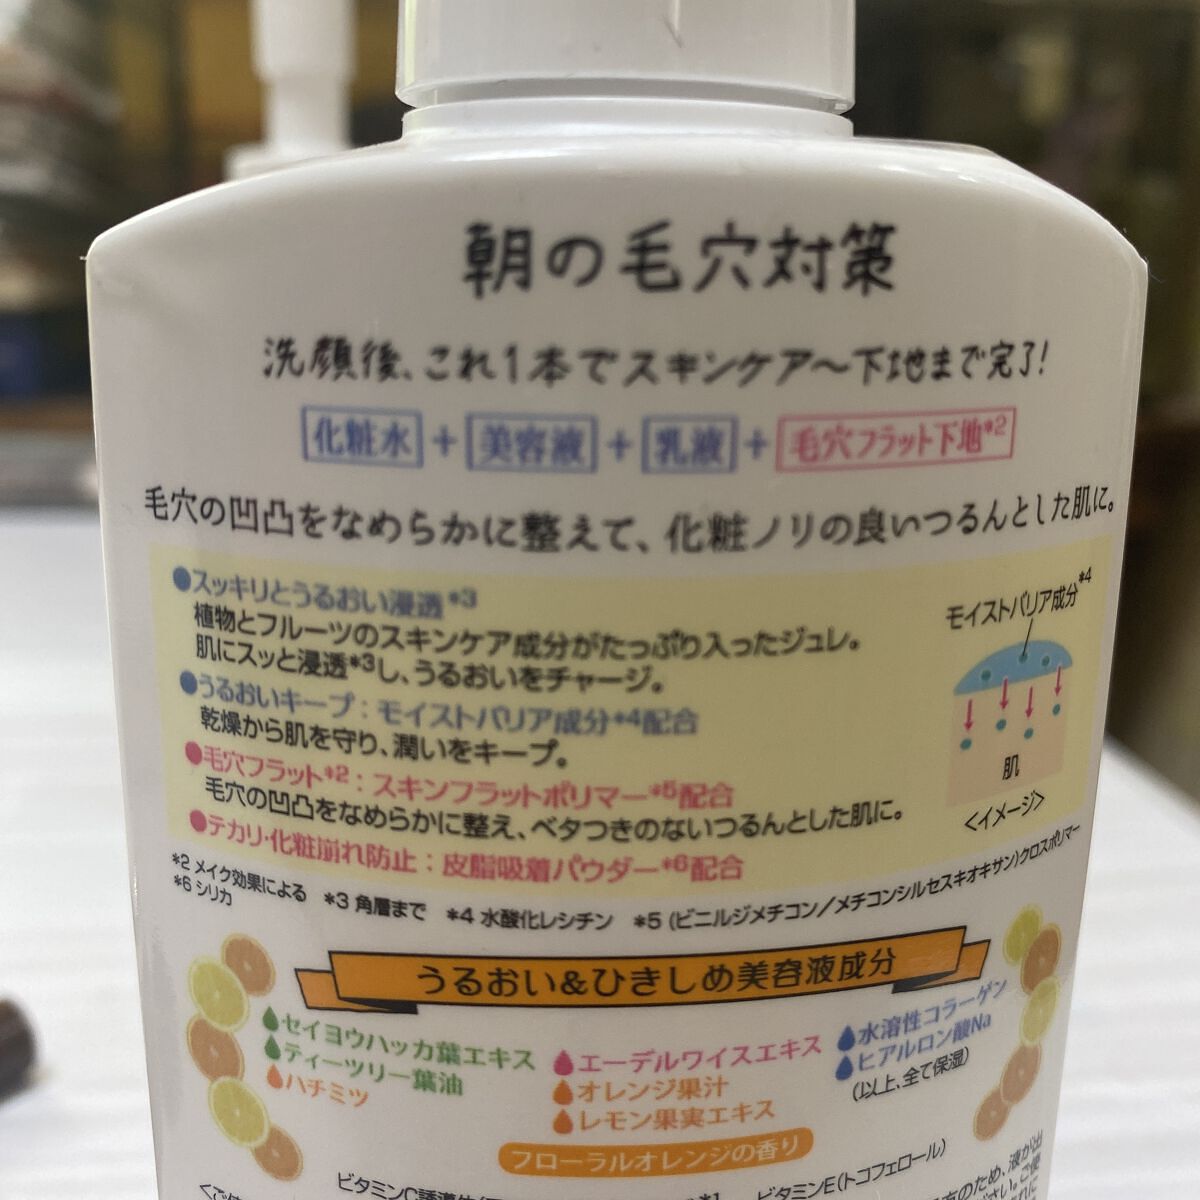 朝の毛穴対策
洗顔後、これ1本でスキンケア〜下地まで完了!
化粧水 + 美容液 + 乳液 + 毛穴フラット下地*2
毛穴の凹凸をなめらかに整えて、化粧ノリの良いつるんとした肌に。
●スッキリとうるおい浸透*3
植物とフルーツのスキンケア成分がたっぷり入ったジュレ。
肌にスッと浸透*3し、うるおいをチャージ。
●うるおいキープ:モイストバリア成分*4配合
乾燥から肌を守り、潤いをキープ。
●毛穴フラット*2:スキンフラットポリマー*5配合
毛穴の凹凸をなめらかに整え、ベタつきのないつるんとした肌に。
●テカリ・化粧崩れ防止:皮脂吸着パウダー*6配合
モイストバリア成分*4
肌
<イメージ>
*2 メイク効果による *3 角層まで *4 水酸化レシチン *5 (ビニルジメチコン/メチコンシルセスキオキサン)クロスポリマー
*6 シリカ
うるおい&ひきしめ美容液成分
セイヨウハッカ葉エキス
ティーツリー葉油
ハチミツ
エーデルワイスエキス
オレンジ果汁
レモン果実エキス
水溶性コラーゲン
ヒアルロン酸Na
(以上、全て保湿)
フローラルオレンジの香り
ビタミンE(トコフェロール)
のため、液が出